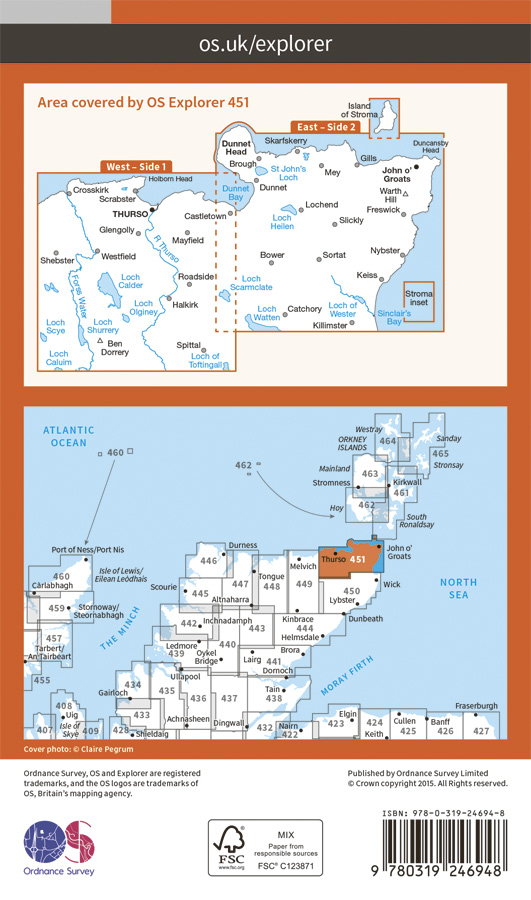 os.uk/explorer
Area covered by OS Explorer 451
Island
of Stroma
East – Side 2
West – Side 1
Dunnet
Head
Skarfskerry
Duncansby
Head
Brough
Gills
St John's
Loch
Mey
John o'
Groats
Holborn Head
Crosskirk
Scrabster
Dunnet
Bay
Dunnet
Warth
Hill
THURSO
Castletown
Loch
Heilen
Lochend
Freswick
Slickly
Glengolly
R Thurso
Mayfield
Shebster
Westfield
Bower
Sortat
Nybster
Keiss
Forss Water
Loch
Calder
Roadside
Loch
Scarmclate
Stroma
inset
Loch
Olginey
Halkirk
Loch
Watten
Catchory
Loch of
Wester
Sinclair's
Bay
Killimster
Loch
Scye
Loch
Shurrery
Ben
Dorrery
Loch
Caluim
Spittal
Loch of
Toftingall
ATLANTIC
OCEAN
460
462
Westray
ORKNEY
ISLANDS
464
Sanday
465
Stronsay
Mainland
463
Stromness
Kirkwall
461
462
Hoy
South
Ronaldsay
Port of Ness/Port Nis
Durness
John o'
Groats
Thurso
451
446
Melvich
460
Carlabhagh
Isle of Lewis/
Eilean Leòdhais
Scourie
447
Tongue
448
449
Wick
NORTH
SEA
445
Altnaharra
450
Lybster
459
Stornoway/
Steornabhagh
THE MINCH
442
Inchnadamph
443
Kinbrace
444
Dunbeath
457
Tarbert/
An Tairbeart
Ledmore
439
Oykel
Bridge
440
Helmsdale
Lairg
441
Brora
455
Ullapool
Dornoch
MORAY FIRTH
434
Gairloch
435
436
437
Tain
438
408
Uig
433
Achnasheen
Dingwall
Fraserburgh
407
Isle of
Skye
409
428
Shieldaig
432
Nairn
422
Elgin
423
424
Keith
Cullen
425
Banff
426
427
Cover photo: © Claire Pegrum
Ordnance Survey, OS and Explorer are registered
trademarks, and the OS logos are trademarks of
OS, Britain's mapping agency.
Published by Ordnance Survey Limited
© Crown copyright 2015. All Rights reserved.
OS
Ordnance Survey
FSC
www.fsc.org
MIX
Paper from
responsible sources
FSC® C123871
ISBN: 978-0-319-24694-8
9 780319 246948